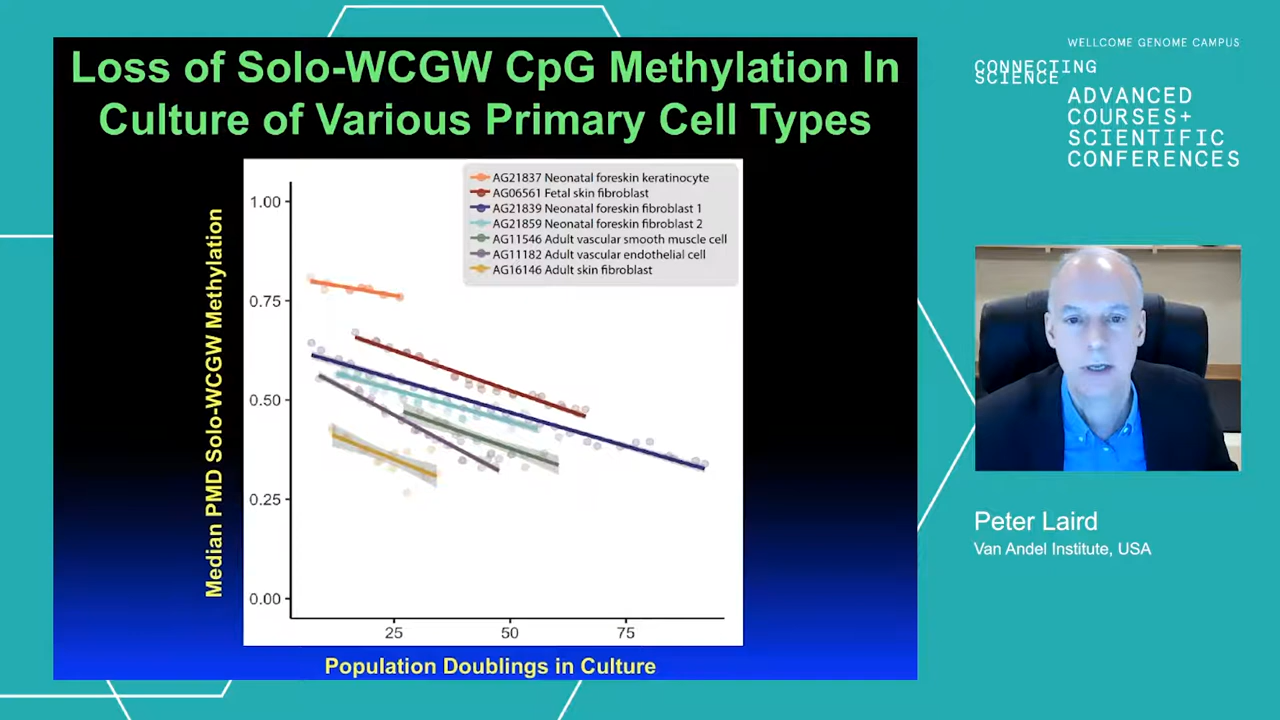 Loss of Solo-WCGW CpG Methylation In
Culture of Various Primary Cell Types
Median PMD Solo-WCGW Methylation
1.00
0.75
0.50
0.25
0.00
AG21837 Neonatal foreskin keratinocyte
AG06561 Fetal skin fibroblast
AG21839 Neonatal foreskin fibroblast 1
AG21859 Neonatal foreskin fibroblast 2
AG11546 Adult vascular smooth muscle cell
AG11182 Adult vascular endothelial cell
AG16146 Adult skin fibroblast
25 50 75
Population Doublings in Culture
WELLCOME GENOME CAMPUS
CONNECTING
SCIENCE
ADVANCED
COURSES+
SCIENTIFIC
CONFERENCES
Peter Laird
Van Andel Institute, USA